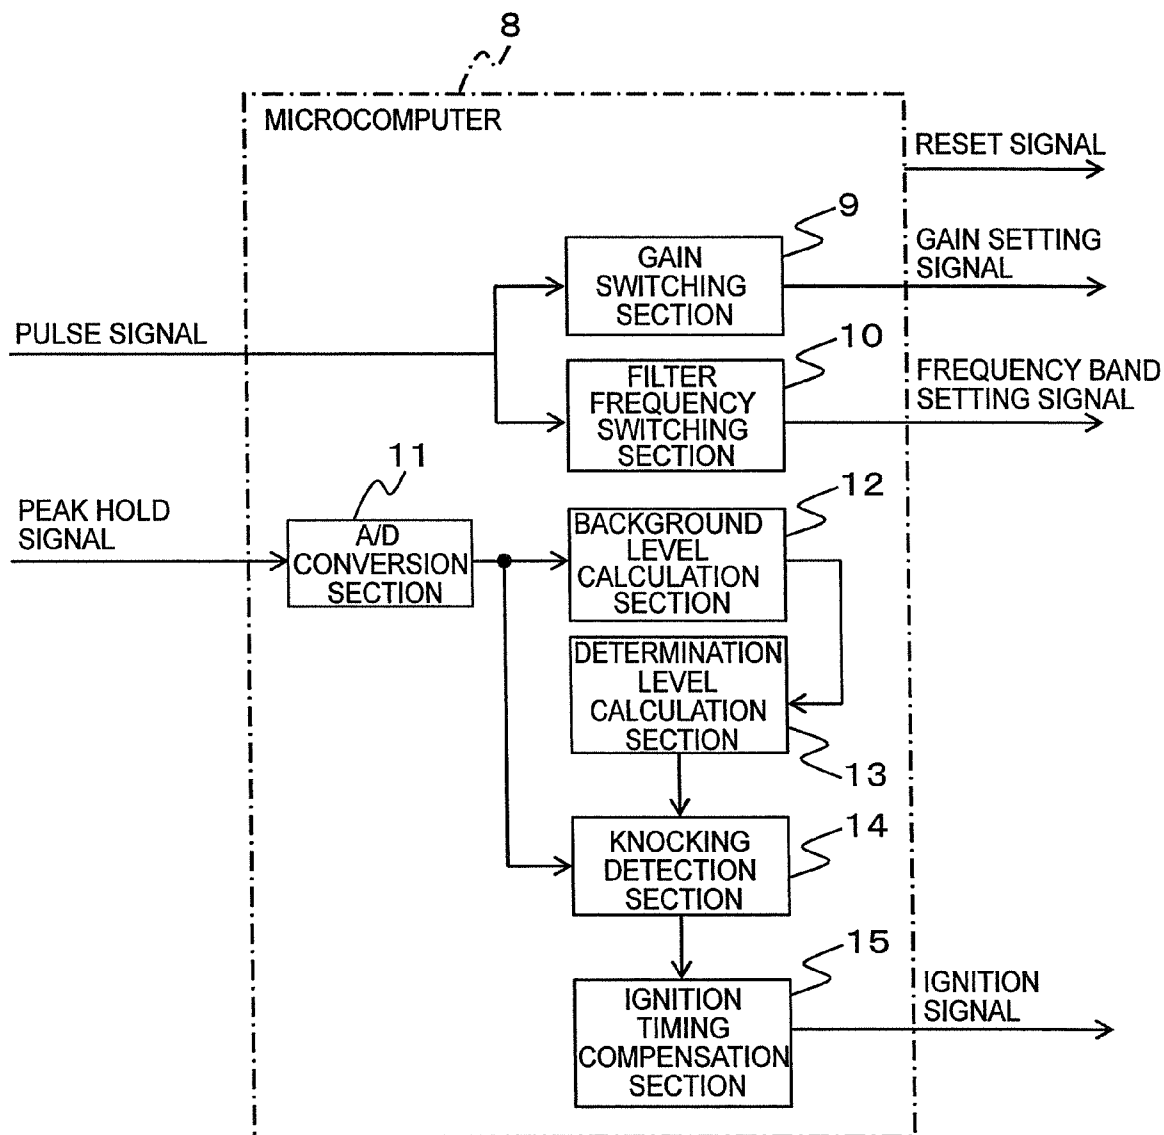 8
MICROCOMPUTER
RESET SIGNAL
9
GAIN
SWITCHING
SECTION
GAIN SETTING
SIGNAL
PULSE SIGNAL
10
FILTER
FREQUENCY
SWITCHING
SECTION
FREQUENCY BAND
SETTING SIGNAL
11
PEAK HOLD
SIGNAL
A/D
CONVERSION
SECTION
12
BACKGROUND
LEVEL
CALCULATION
SECTION
DETERMINATION
LEVEL
CALCULATION
SECTION
13
14
KNOCKING
DETECTION
SECTION
15
IGNITION
TIMING
COMPENSATION
SECTION
IGNITION
SIGNAL